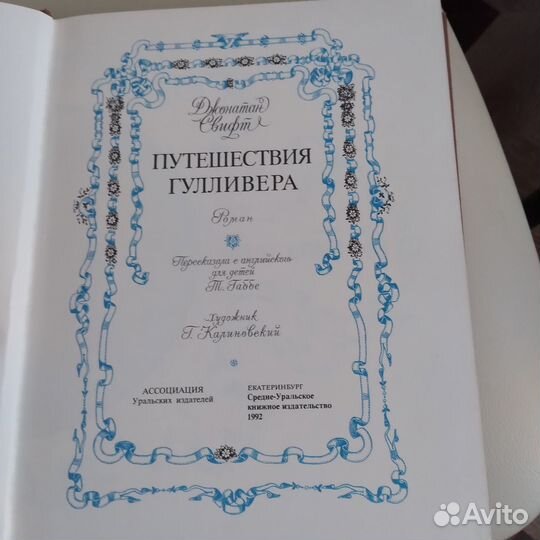 Джонатан
Свифт
ПУТЕШЕСТВИЯ
ГУЛЛИВЕРА
Роман
Пересказала с английского
для детей
Т. Габбе
Художник
Г. Калиновский
АССОЦИАЦИЯ
Уральских издателей
ЕКАТЕРИНБУРГ
Средне-Уральское
книжное издательство
1992
Avito